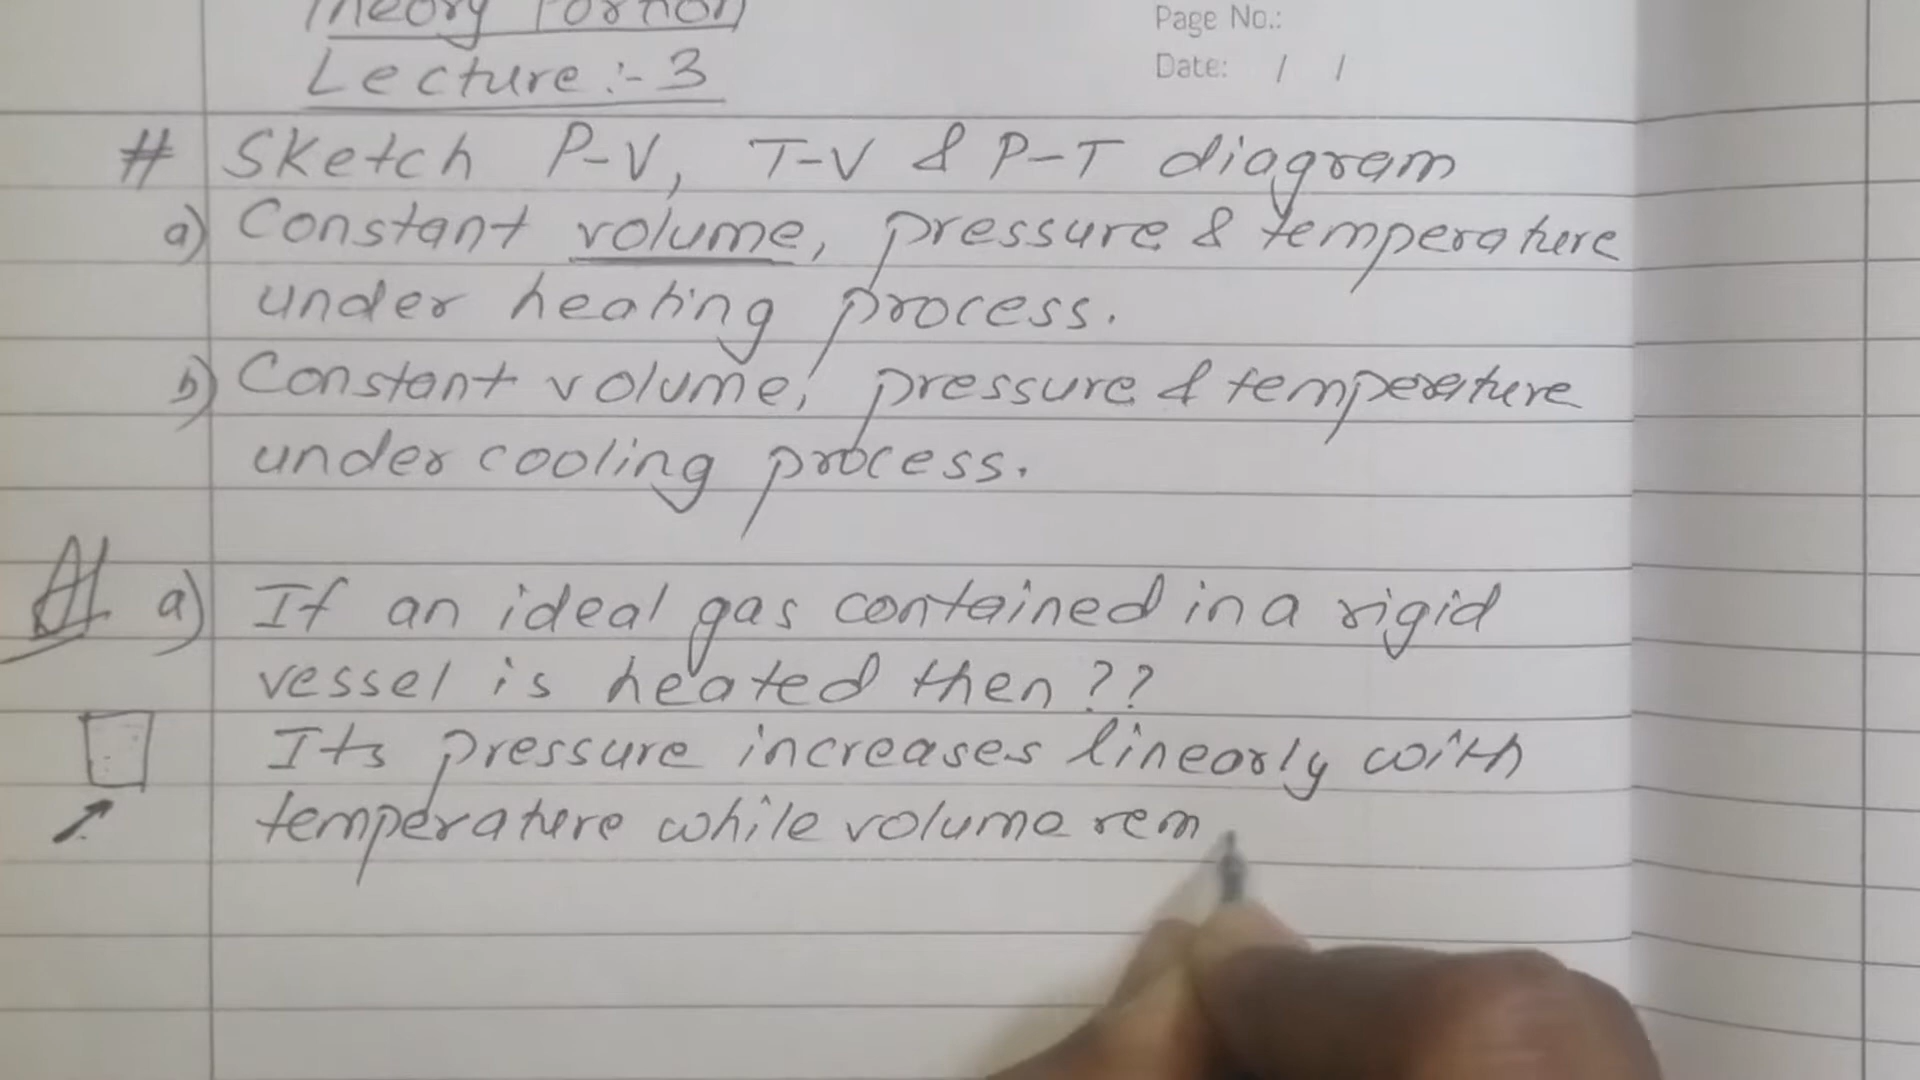 Theory Portion
Page No.:
Lecture :- 3
Date: / /
# Sketch P-V, T-V & P-T diagram
a) Constant volume, pressure & temperature
under heating process.
b) Constant volume, pressure & temperature
under cooling process.
a) If an ideal gas contained in a rigid
vessel is heated then ??
Its pressure increases linearly with
temperature while volume rem